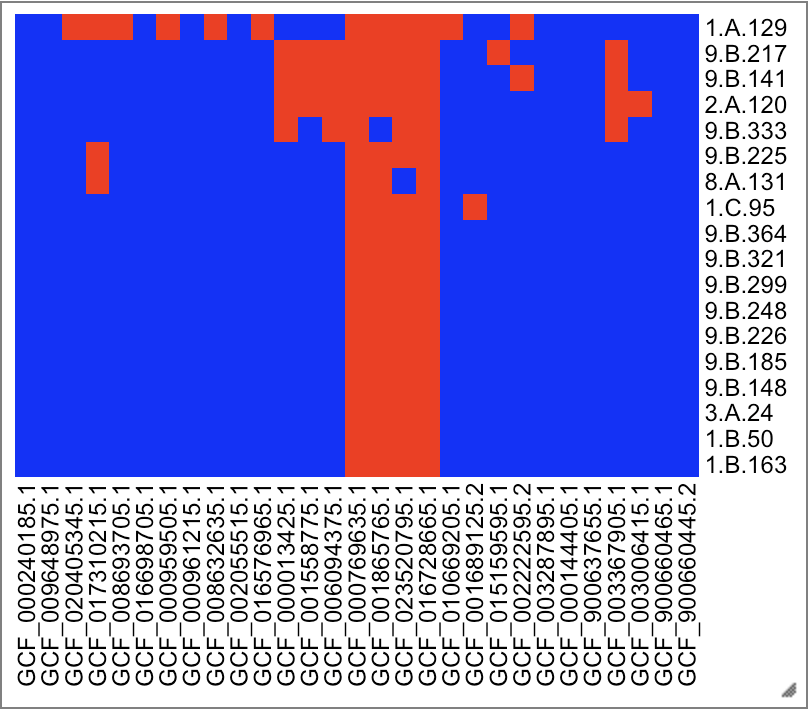 1.A.129
9.B.217
9.B.141
2.A.120
9.B.333
9.B.225
8.A.131
1.C.95
9.B.364
9.B.321
9.B.299
9.B.248
9.B.226
9.B.185
9.B.148
3.A.24
1.B.50
1.B.163
GCF_000240185.1
GCF_009648975.1
GCF_020405345.1
GCF_017310215.1
GCF_008693705.1
GCF_016698705.1
GCF_000959505.1
GCF_000961215.1
GCF_008632635.1
GCF_002055515.1
GCF_016576965.1
GCF_000013425.1
GCF_001558775.1
GCF_006094375.1
GCF_000769635.1
GCF_001865765.1
GCF_023520795.1
GCF_016728665.1
GCF_010669205.1
GCF_001689125.2
GCF_015159595.1
GCF_002222595.2
GCF_003287895.1
GCF_000144405.1
GCF_900637655.1
GCF_003367905.1
GCF_003006415.1
GCF_900660465.1
GCF_900660445.2